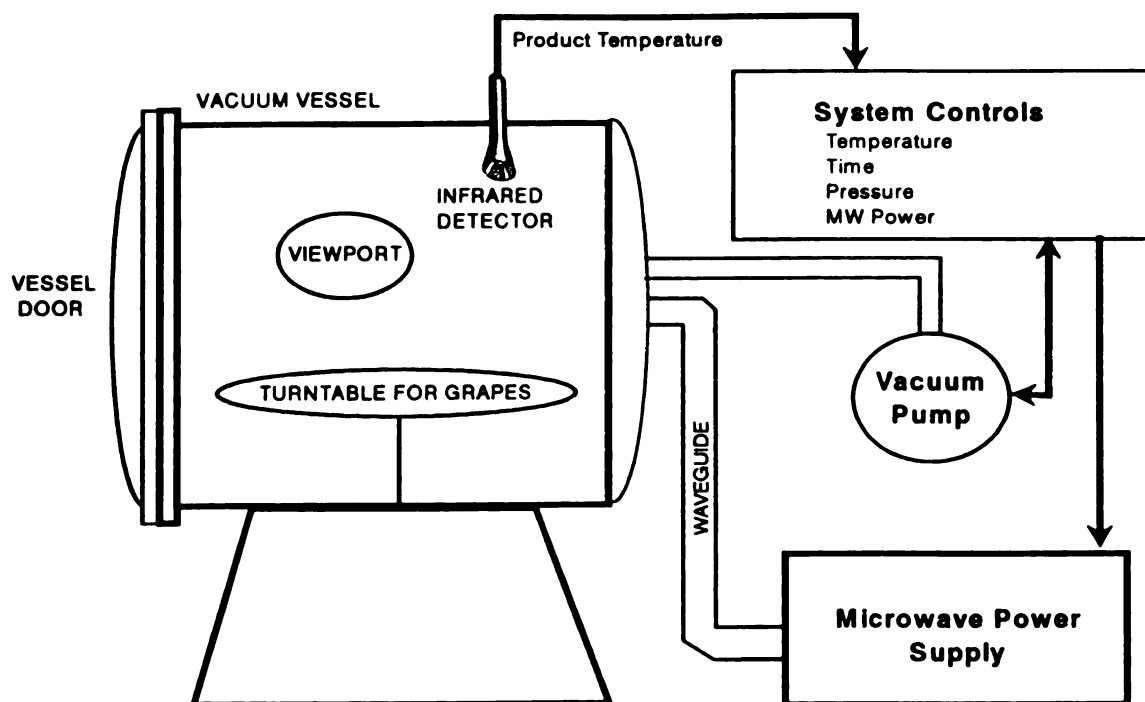 Product Temperature
VACUUM VESSEL
System Controls
Temperature
Time
Pressure
MW Power
INFRARED
DETECTOR
VIEWPORT
VESSEL
DOOR
TURNTABLE FOR GRAPES
Vacuum
Pump
WAVEGUIDE
Microwave Power
Supply